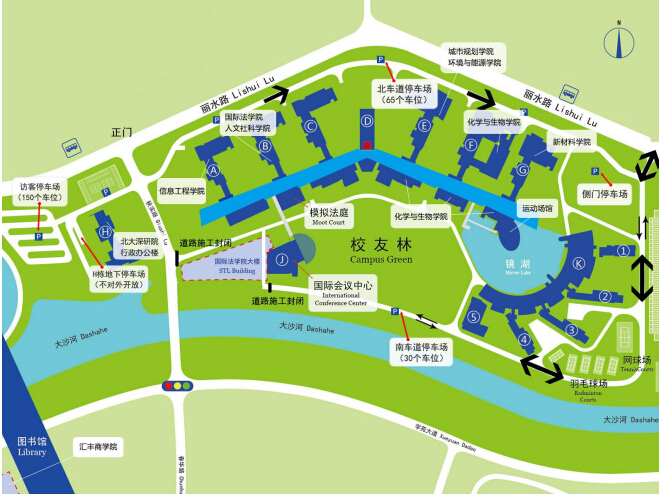 N
城市规划学院
环境与能源学院
丽水路 Lishui Lu
P
北车道停车场
（65个车位）
国际法学院
人文社科学院
丽水路 Lishui Lu
正门
P
C
D
E
P
化学与生物学院
B
F
新材料学院
A
G
P
访客停车场
（150个车位）
信息工程学院
侧门停车场
P
H
北大深研院
行政办公楼
模拟法庭
Moot Court
化学与生物学院
运动场馆
道路施工封闭
校友林
Campus Green
镜湖
Mirror Lake
①
K
J
国际法学院大楼
STL Building
P
H栋地下停车场
（不对外开放）
国际会议中心
International
Conference Center
②
道路施工封闭
P
⑤
③
④
大沙河 Dashahe
大沙河 Dashahe
南车道停车场
（30个车位）
网球场
TennisCourts
羽毛球场
Badminton
Courts
大沙河 Dashahe
学苑大道 Xueyuan Dadao
图书馆
Library
汇丰商学院